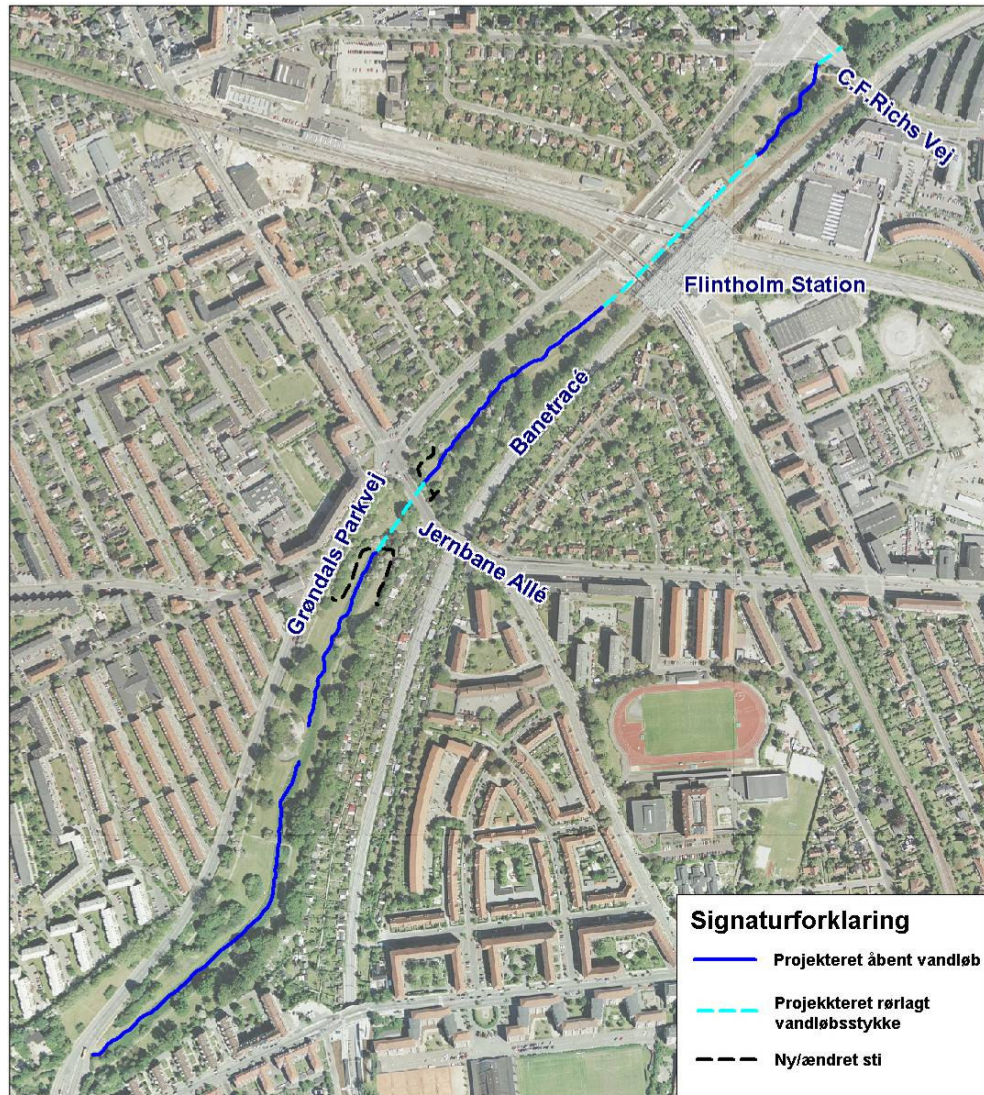 C.F.Richs Vej
Flintholm Station
Banetracé
Grøndals Parkvej
Jernbane Allé
Signaturforklaring
Projekteret åbent vandløb
Projekkteret rørlagt
vandløbsstykke
Ny/ændret sti